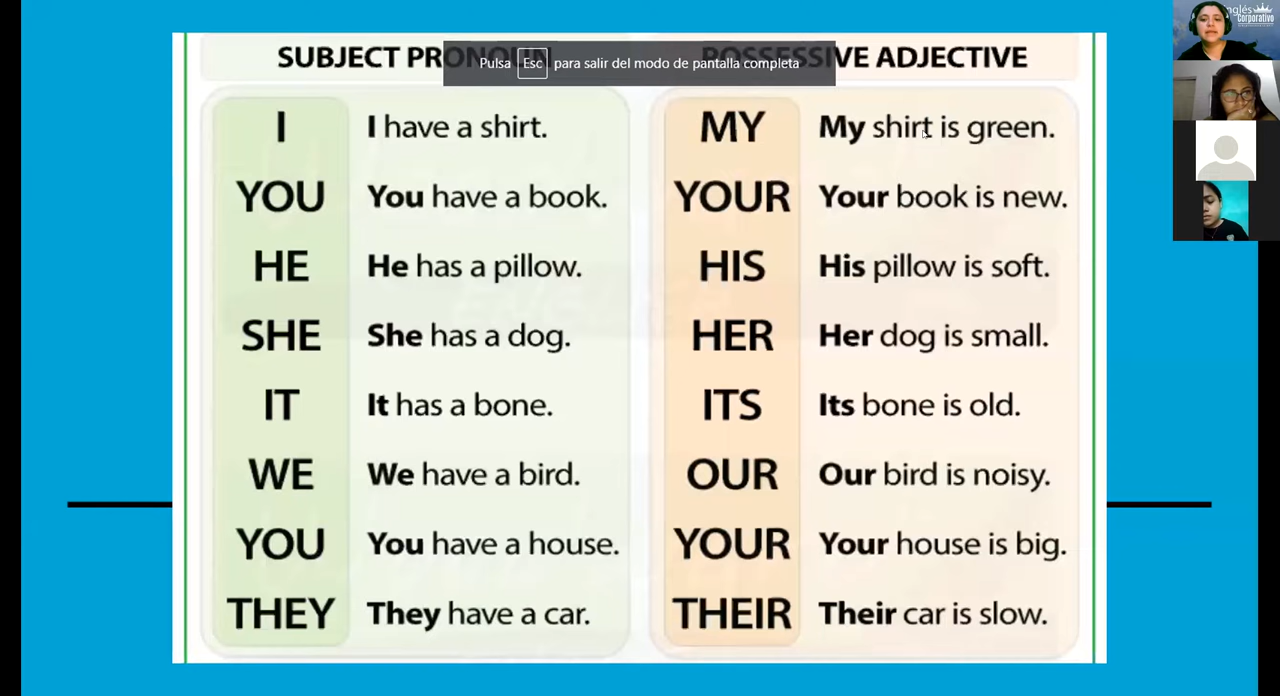 SUBJECT PRONOUN
POSSESSIVE ADJECTIVE
Pulsa Esc para salir del modo de pantalla completa
I I have a shirt. MY My shirt is green.
YOU You have a book. YOUR Your book is new.
HE He has a pillow. HIS His pillow is soft.
SHE She has a dog. HER Her dog is small.
IT It has a bone. ITS Its bone is old.
WE We have a bird. OUR Our bird is noisy.
YOU You have a house. YOUR Your house is big.
THEY They have a car. THEIR Their car is slow.
Corporativo